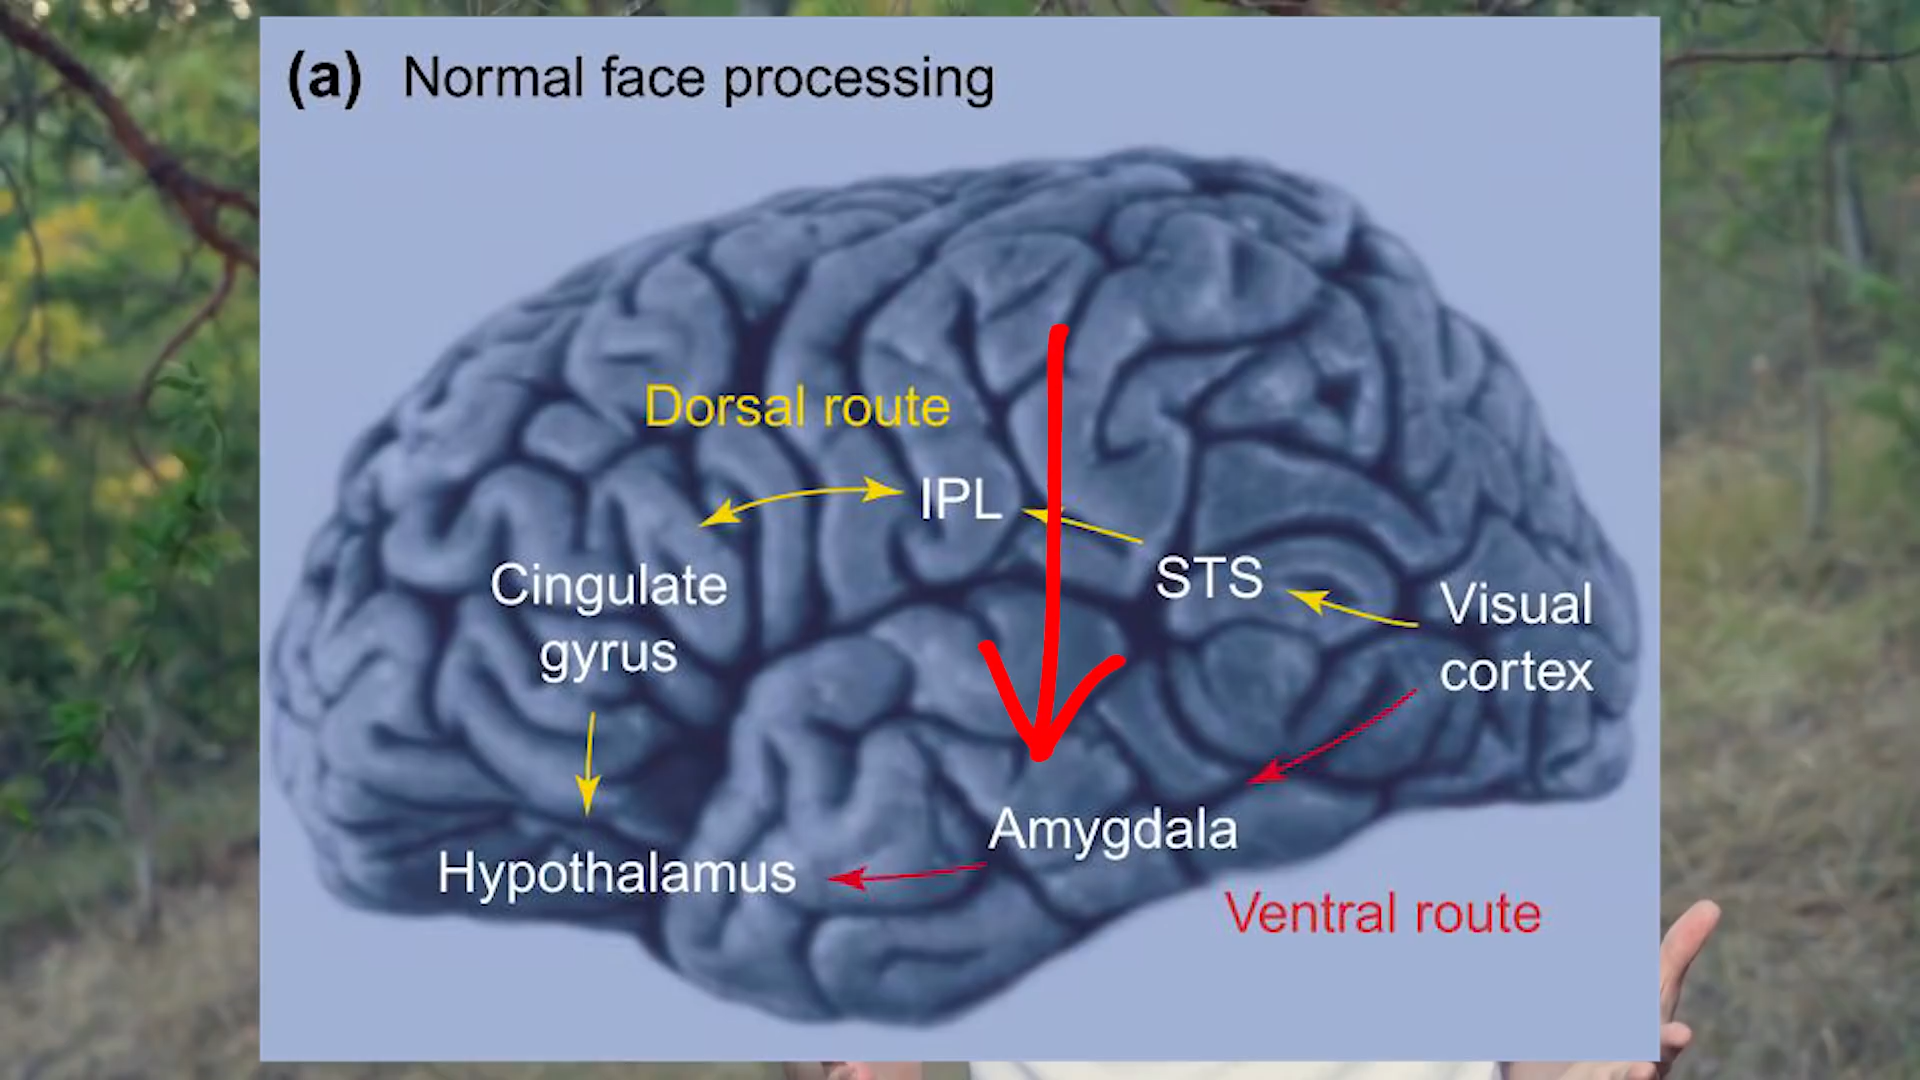 (a) Normal face processing
Dorsal route
IPL
STS
Cingulate
gyrus
Visual
cortex
Amygdala
Hypothalamus
Ventral route